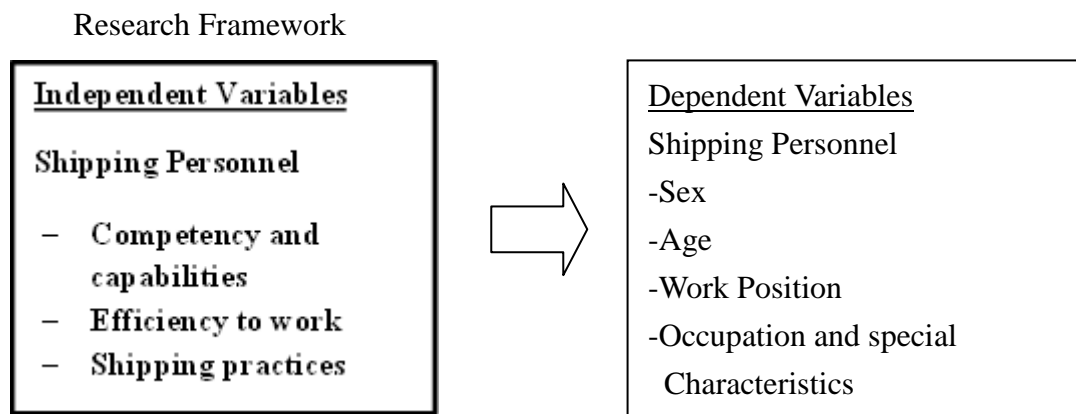 Research Framework
Independent Variables
Shipping Personnel
– Competency and
capabilities
– Efficiency to work
– Shipping practices
Dependent Variables
Shipping Personnel
-Sex
-Age
-Work Position
-Occupation and special
Characteristics